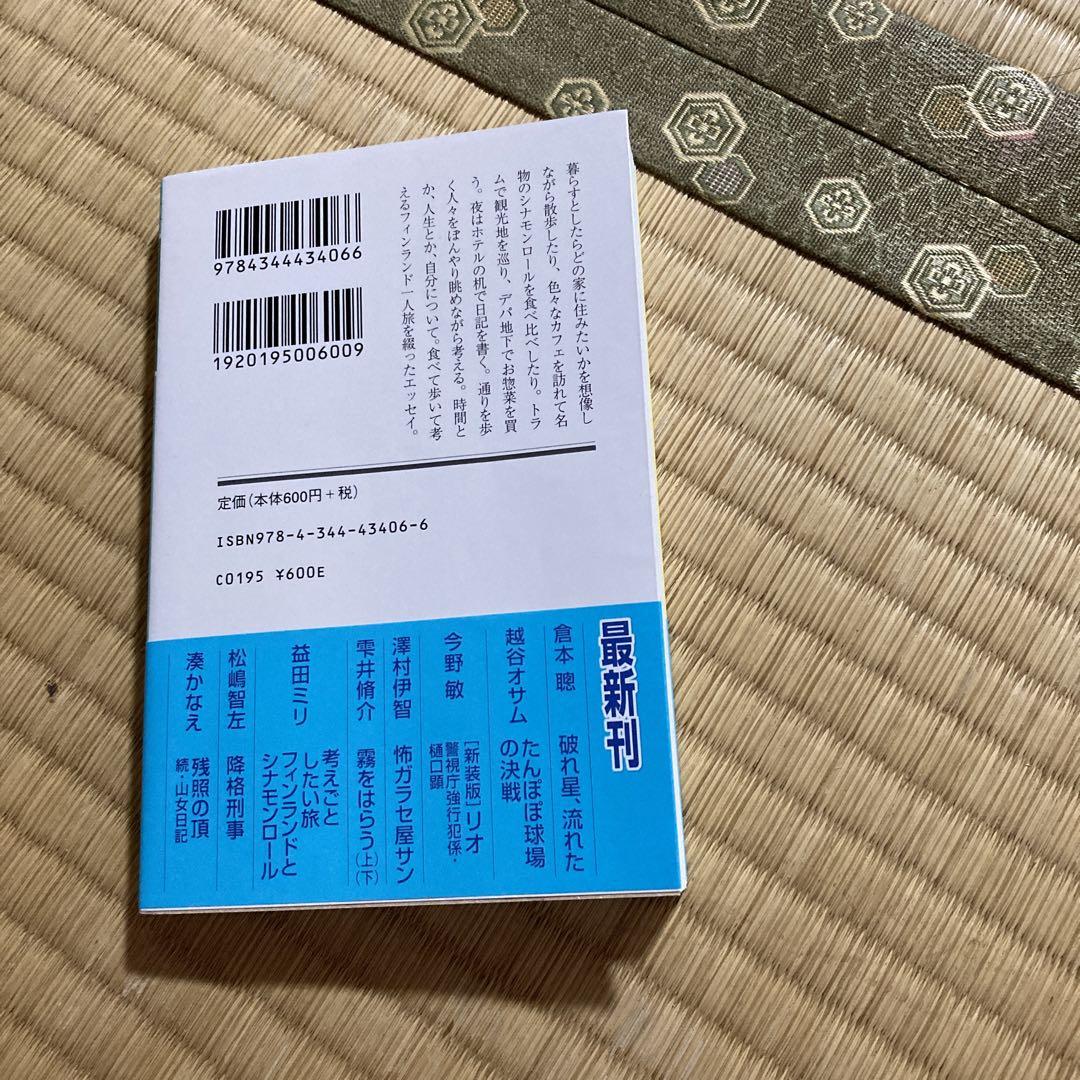 暮らすとしたらどの家に住みたいかを想像し
ながら散歩したり、色々なカフェを訪れて名
物のシナモンロールを食べ比べしたり。トラ
ムで観光地を巡り、デパ地下でお惣菜を買
う。夜はホテルの机で日記を書く。通りを歩
く人々をぼんやり眺めながら考える。時間と
か、人生とか、自分について。食べて歩いて考
えるフィンランド一人旅を綴ったエッセイ。
9784344434066
1920195006009
定価(本体600円+税)
ISBN978-4-344-43406-6
C0195 ¥600E
最新刊
倉本 聰 破れ星、流れた
越谷オサム たんぽぽ球場
の決戦
今野 敏 [新装版]リオ
警視庁強行犯係・
樋口顕
澤村伊智 怖ガラセ屋サン
雫井脩介 霧をはらう(上)(下)
益田ミリ 考えごと
したい旅
フィンランドと
シナモンロール
松嶋智左 降格刑事
湊かなえ 残照の頂
続・山女日記